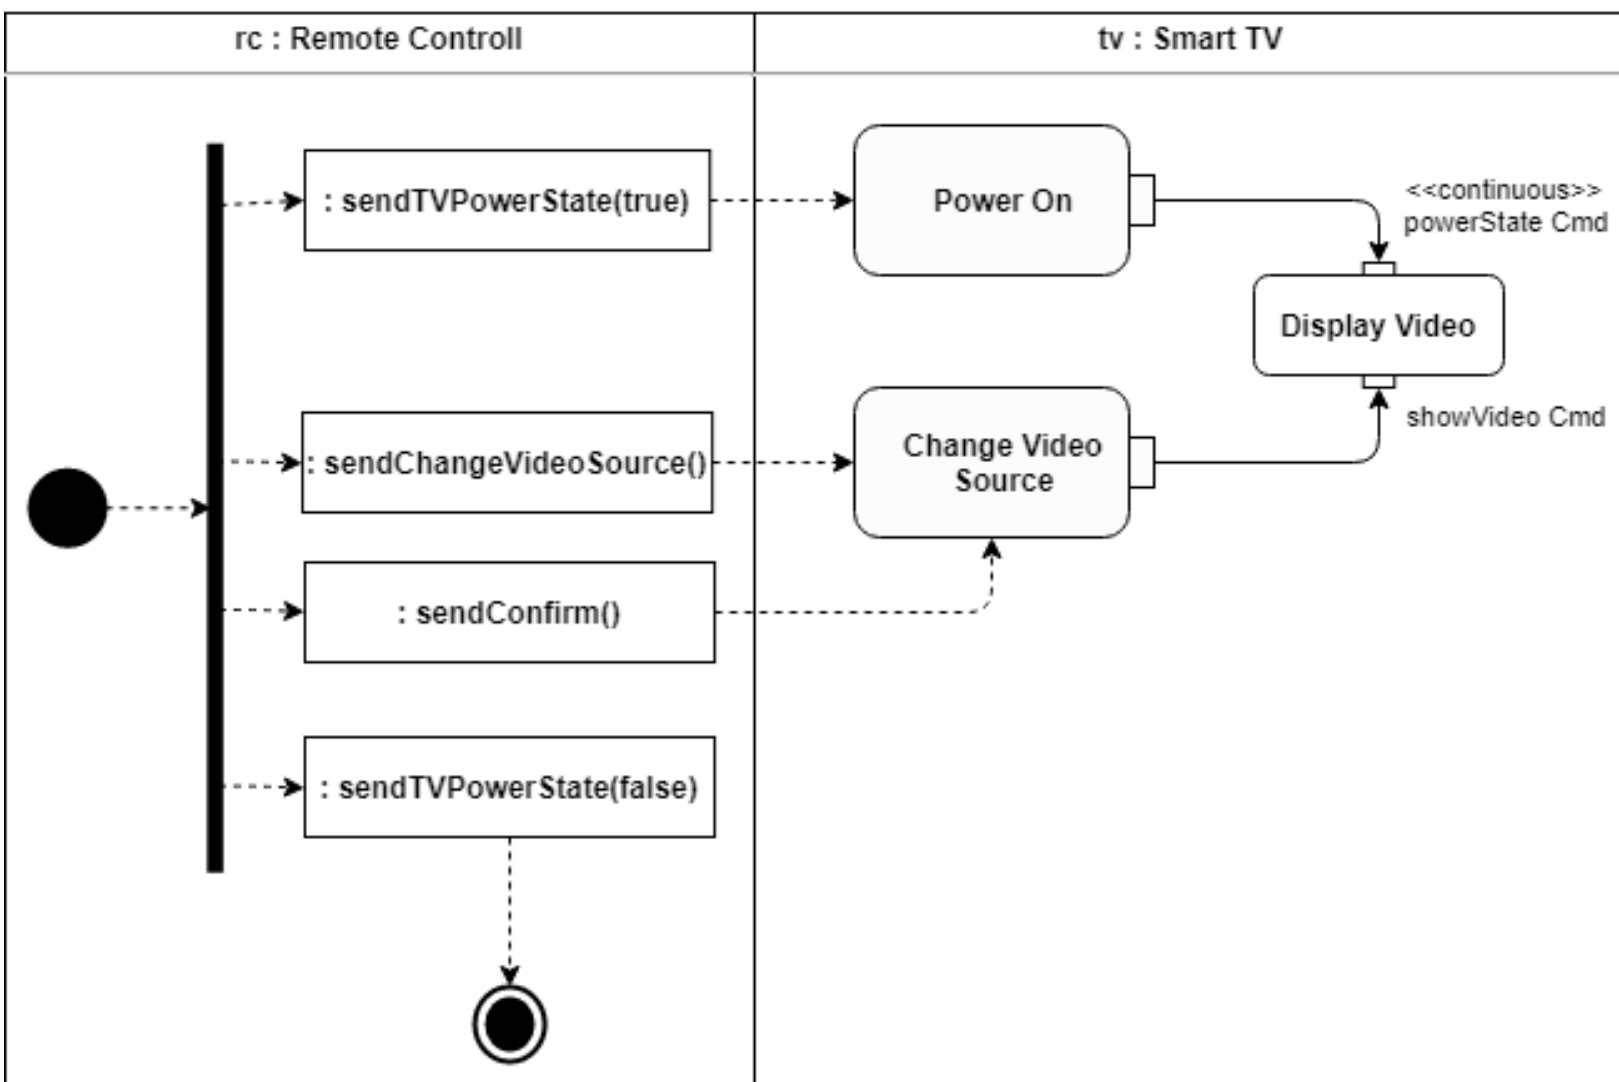 rc : Remote Controll
tv : Smart TV
: sendTVPowerState(true)
Power On
<<continuous>>
powerState Cmd
Display Video
: sendChangeVideoSource()
Change Video
Source
showVideo Cmd
: sendConfirm()
: sendTVPowerState(false)